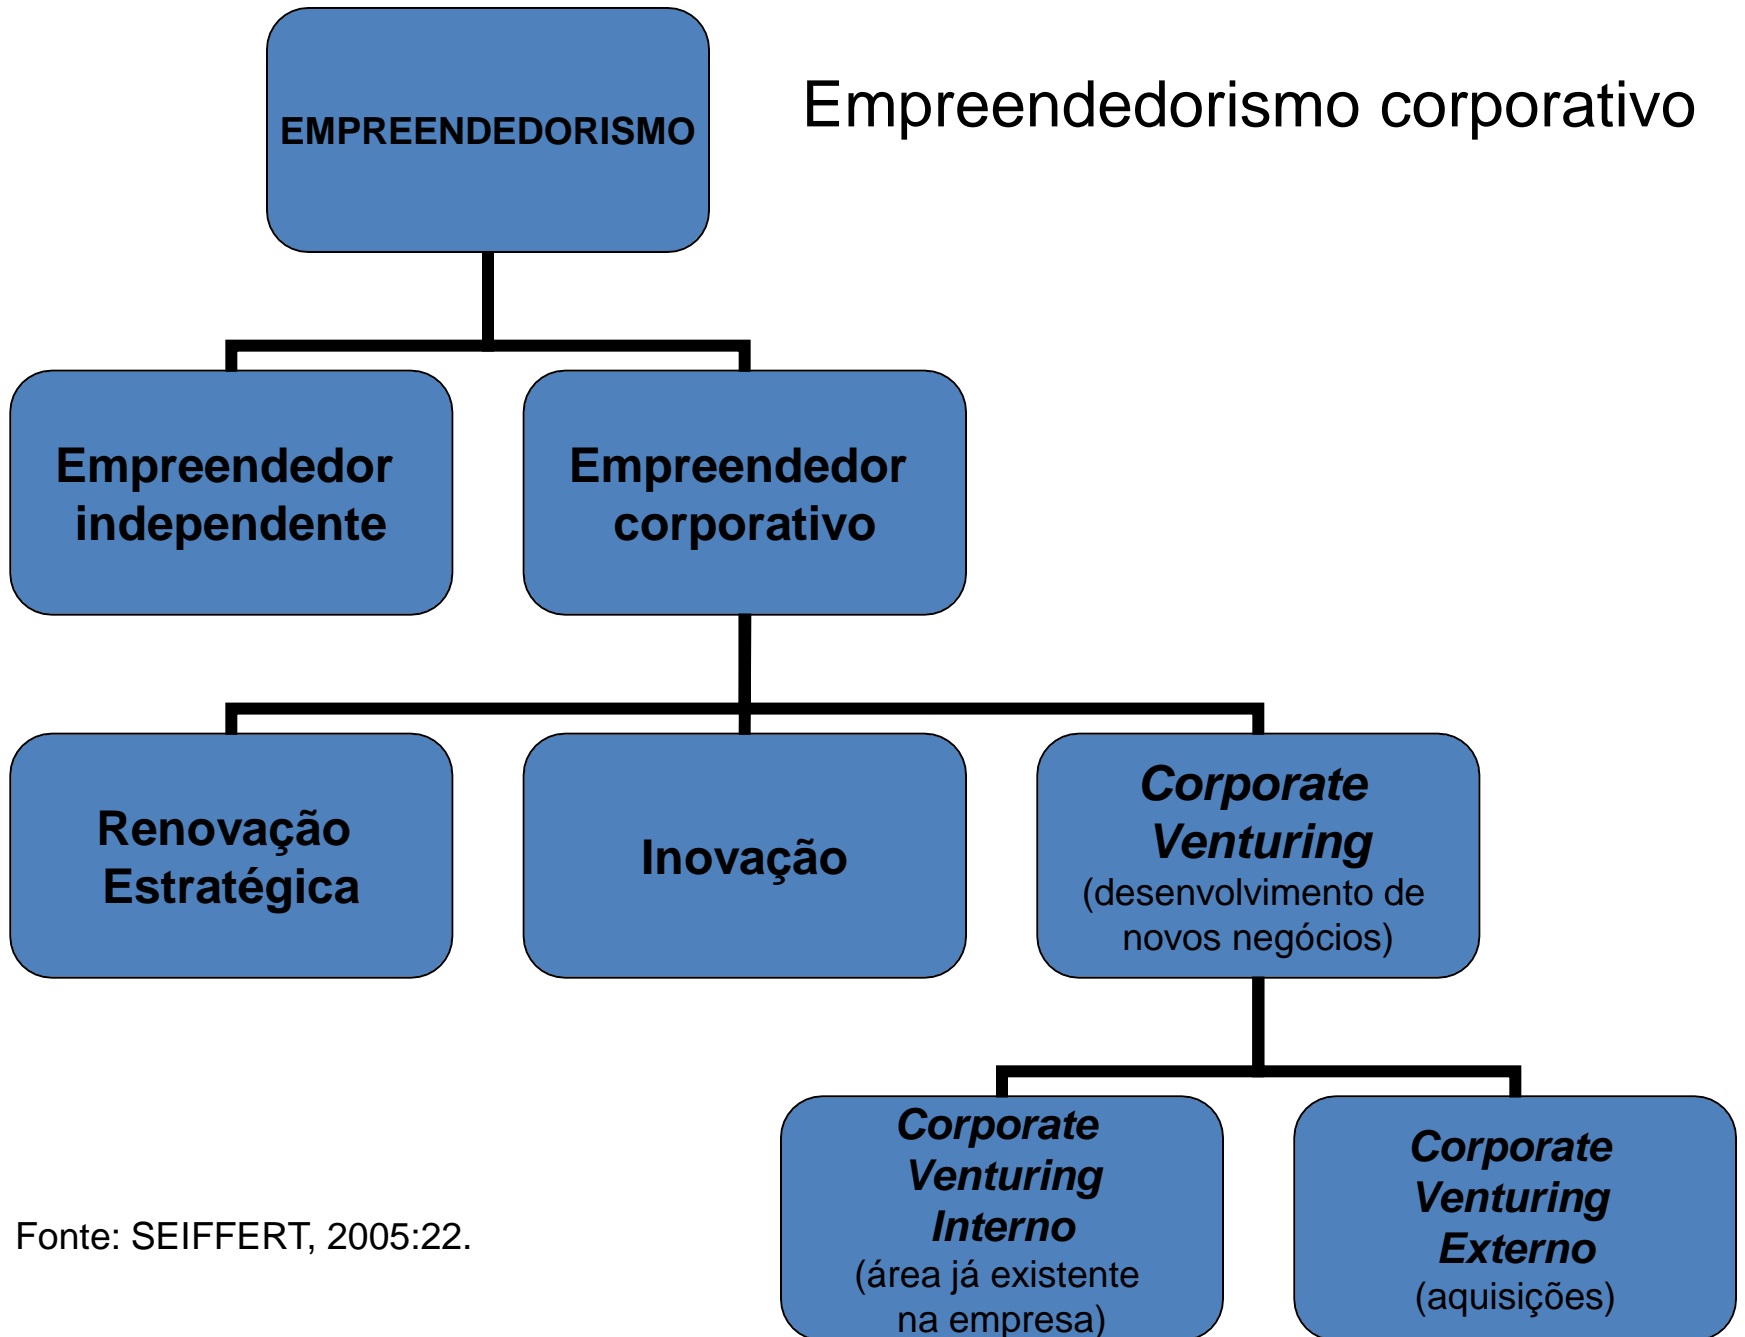 Empreendedorismo corporativo
EMPREENDEDORISMO
Empreendedor
independente
Empreendedor
corporativo
Renovação
Estratégica
Inovação
Corporate
Venturing
(desenvolvimento de
novos negócios)
Corporate
Venturing
Interno
(área já existente
na empresa)
Corporate
Venturing
Externo
(aquisições)
Fonte: SEIFFERT, 2005:22.